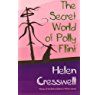 The Secret
World of Polly
Flint
Helen
Cresswell